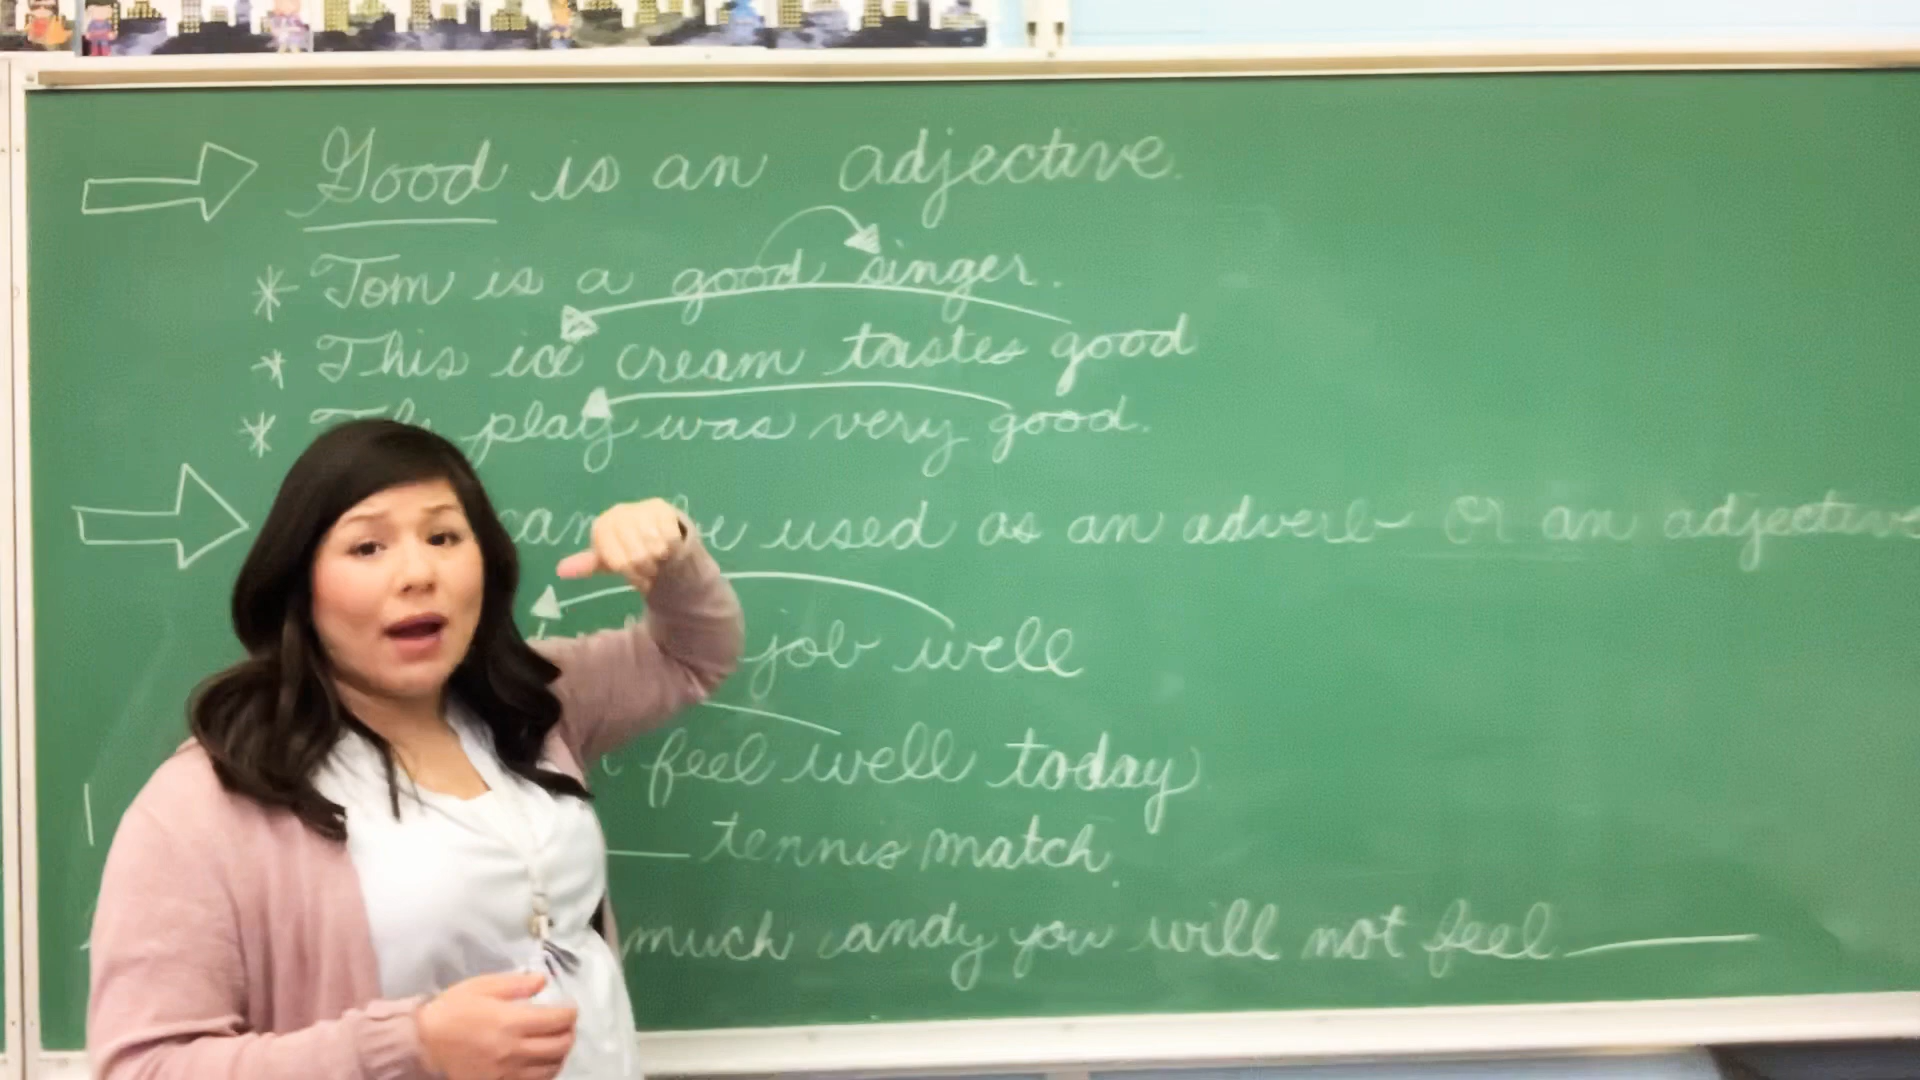 Good is an adjective.
* Tom is a good singer.
* This ice cream tastes good
* play was very good.
can be used as an adverb or an adjective
job well
feel well today
tennis match.
much candy you will not feel